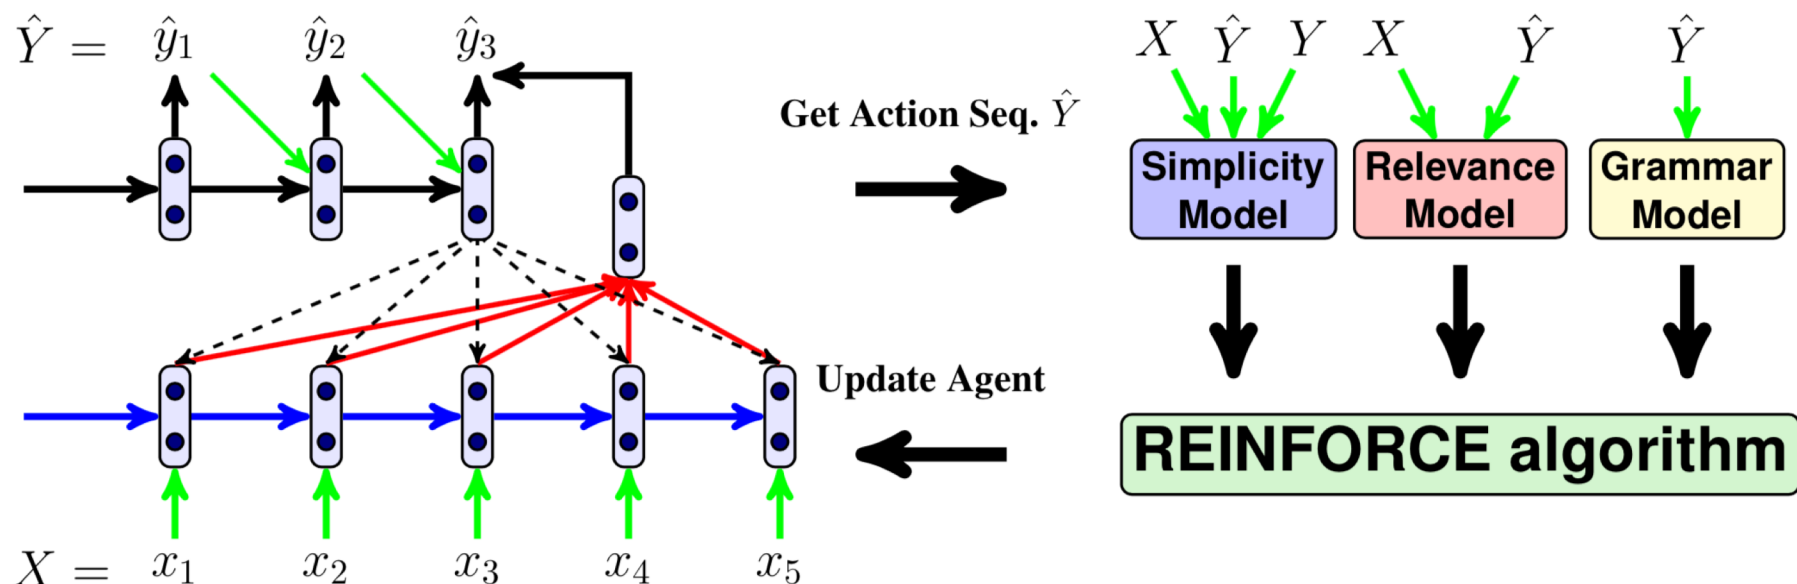 Ŷ = ŷ1 ŷ2 ŷ3
Get Action Seq. Ŷ
X Ŷ Y X Ŷ Ŷ
Simplicity Model
Relevance Model
Grammar Model
Update Agent
REINFORCE algorithm
X = x1 x2 x3 x4 x5